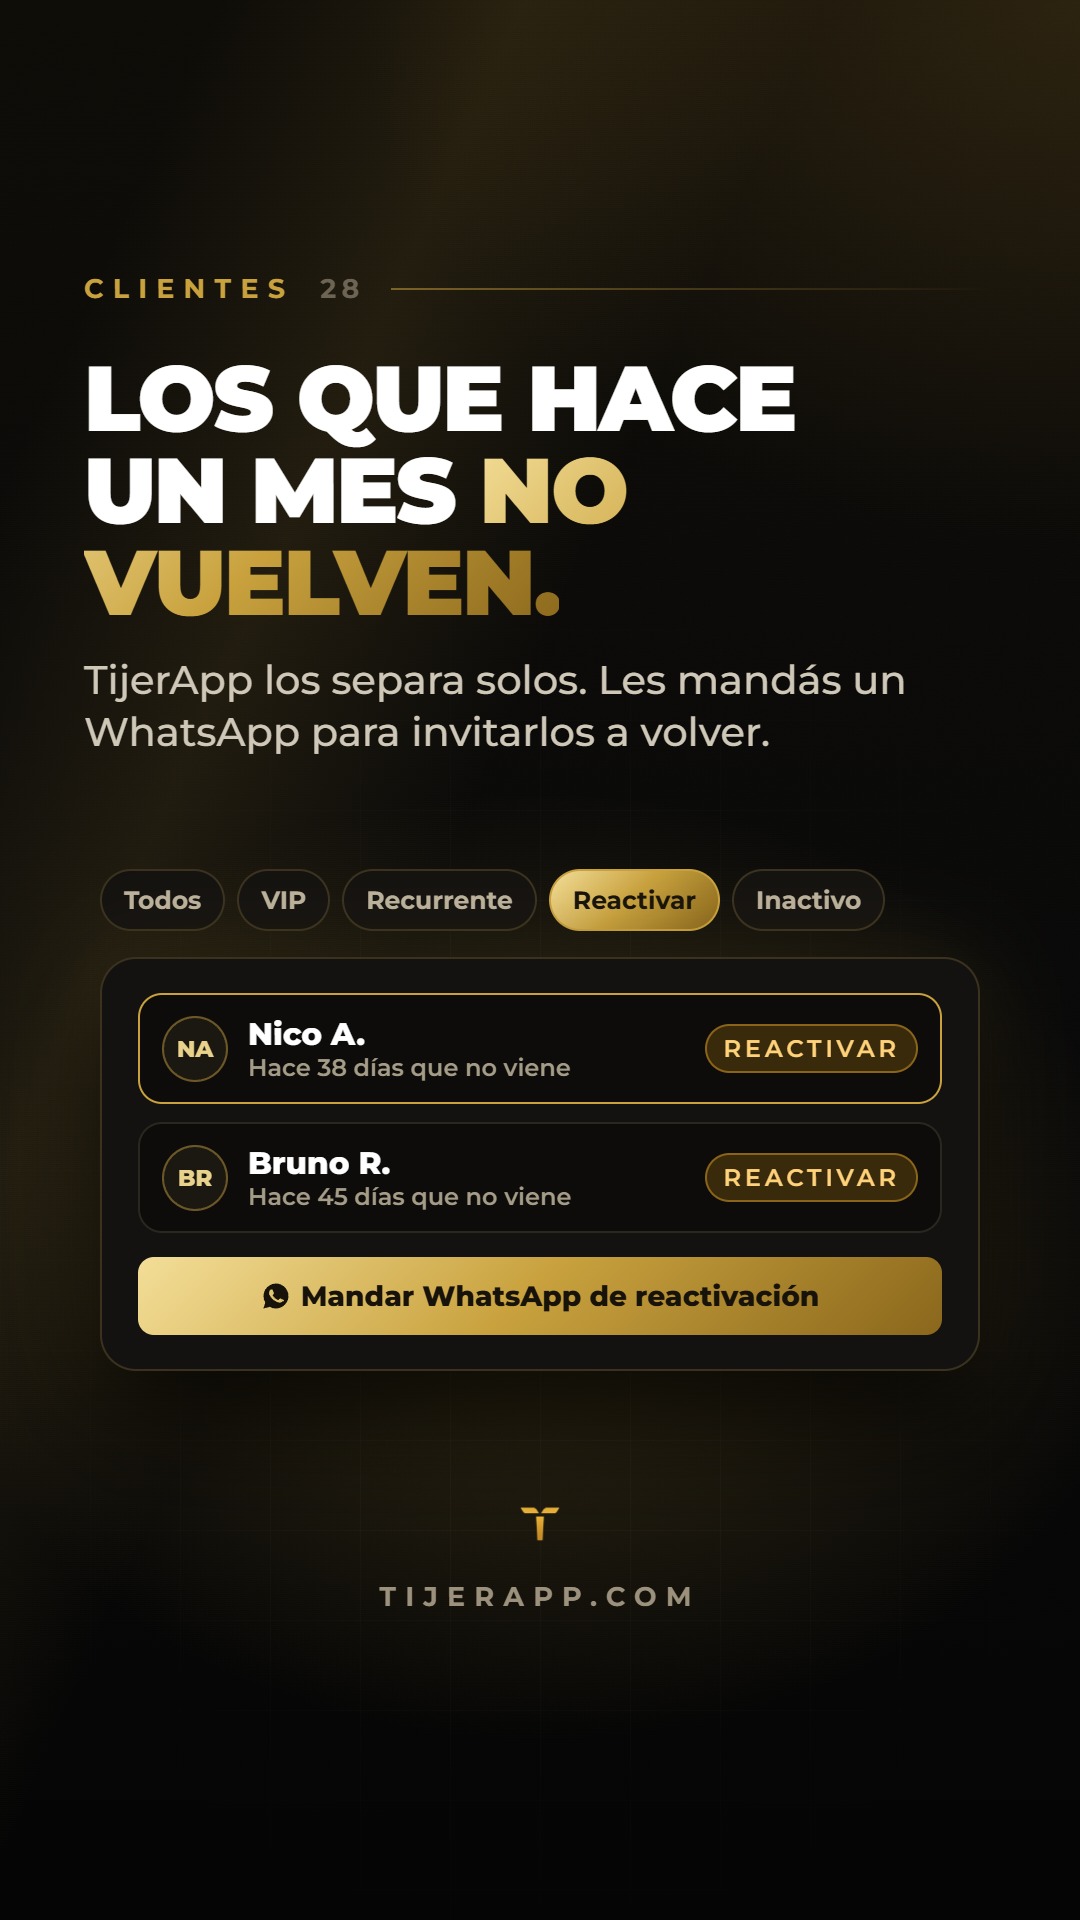 CLIENTES 28
LOS QUE HACE
UN MES NO
VUELVEN.
TijerApp los separa solos. Les mandás un
WhatsApp para invitarlos a volver.
Todos VIP Recurrente Reactivar Inactivo
NA Nico A. REACTIVAR
Hace 38 días que no viene
BR Bruno R. REACTIVAR
Hace 45 días que no viene
Mandar WhatsApp de reactivación
TIJERAPP.COM